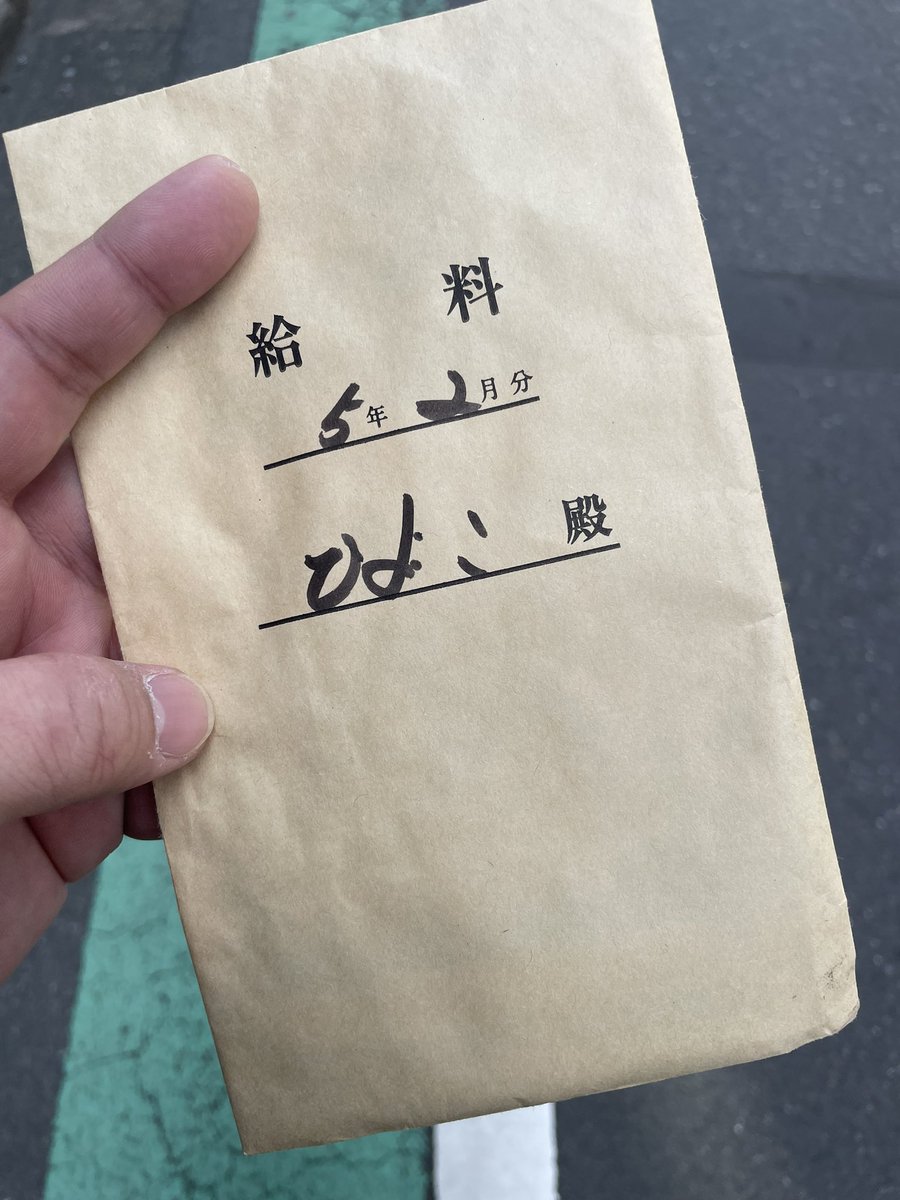 給料
5年2月分
ひよこ 殿